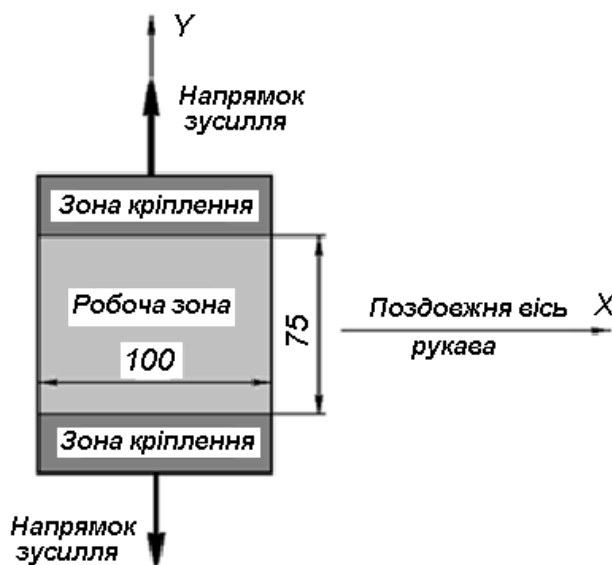 Y
Напрямок
зусилля
Зона кріплення
Робоча зона
100
75
Поздовжня вісь
X
рукава
Зона кріплення
Напрямок
зусилля